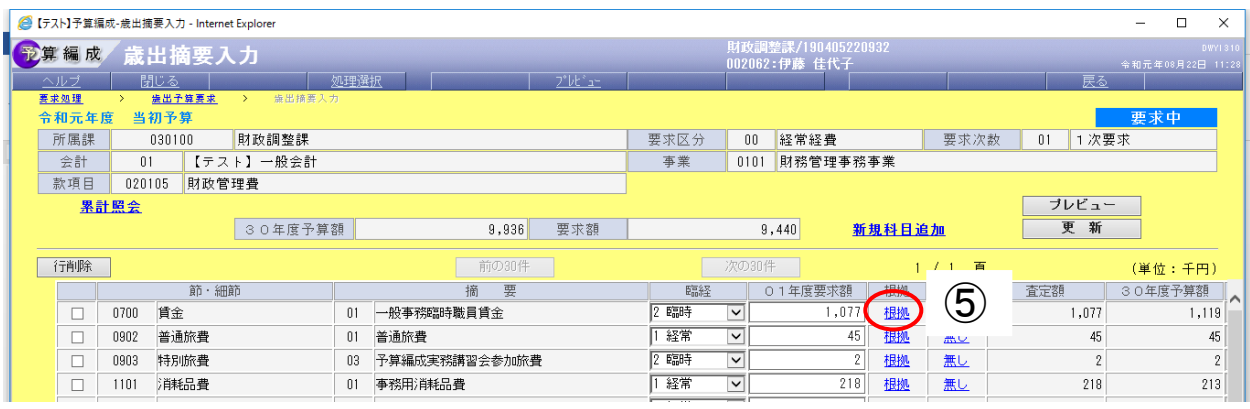 【テスト】予算編成-歳出摘要入力 - Internet Explorer
予算編成 歳出摘要入力 財政調整課/190405220932 DWY1310
002062:伊藤 佳代子 令和元年08月22日 11:28
ヘルプ 閉じる 処理選択 プレビュー 戻る
要求処理 > 歳出予算要求 > 歳出摘要入力
令和元年度 当初予算 要求中
所属課 030100 財政調整課 要求区分 00 経常経費 要求次数 01 1次要求
会計 01 【テスト】一般会計 事業 0101 財務管理事務事業
款項目 020105 財政管理費
累計照会 プレビュー
30年度予算額 9,936 要求額 9,440 新規科目追加 更 新
行削除 前の30件 次の30件 1 / 1 頁 (単位:千円)
節・細節 摘 要 臨経 01年度要求額 根拠 ⑤ 査定額 30年度予算額
0700 賃金 01 一般事務臨時職員賃金 2 臨時 1,077 根拠 1,077 1,119
0902 普通旅費 01 普通旅費 1 経常 45 根拠 無し 45 45
0903 特別旅費 03 予算編成実務講習会参加旅費 2 臨時 2 根拠 無し 2 2
1101 消耗品費 01 事務用消耗品費 1 経常 218 根拠 無し 218 213